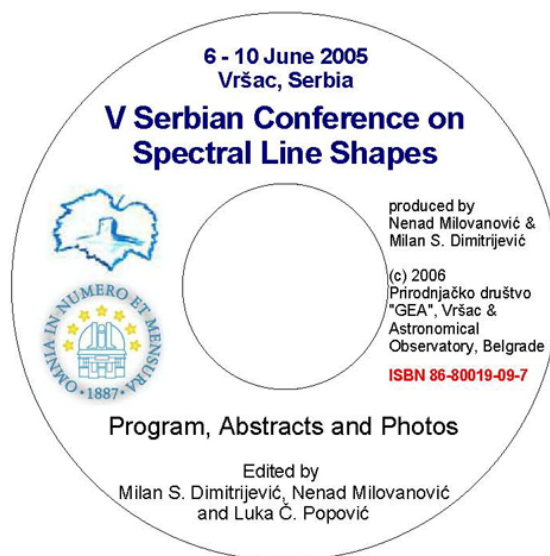 6 - 10 June 2005
Vršac, Serbia
V Serbian Conference on
Spectral Line Shapes
produced by
Nenad Milovanović &
Milan S. Dimitrijević
(c) 2006
Prirodnjačko društvo
"GEA", Vršac &
Astronomical
Observatory, Belgrade
ISBN 86-80019-09-7
OMNIA IN NUMERO ET MENSURA
·1887·
Program, Abstracts and Photos
Edited by
Milan S. Dimitrijević, Nenad Milovanović
and Luka Č. Popović